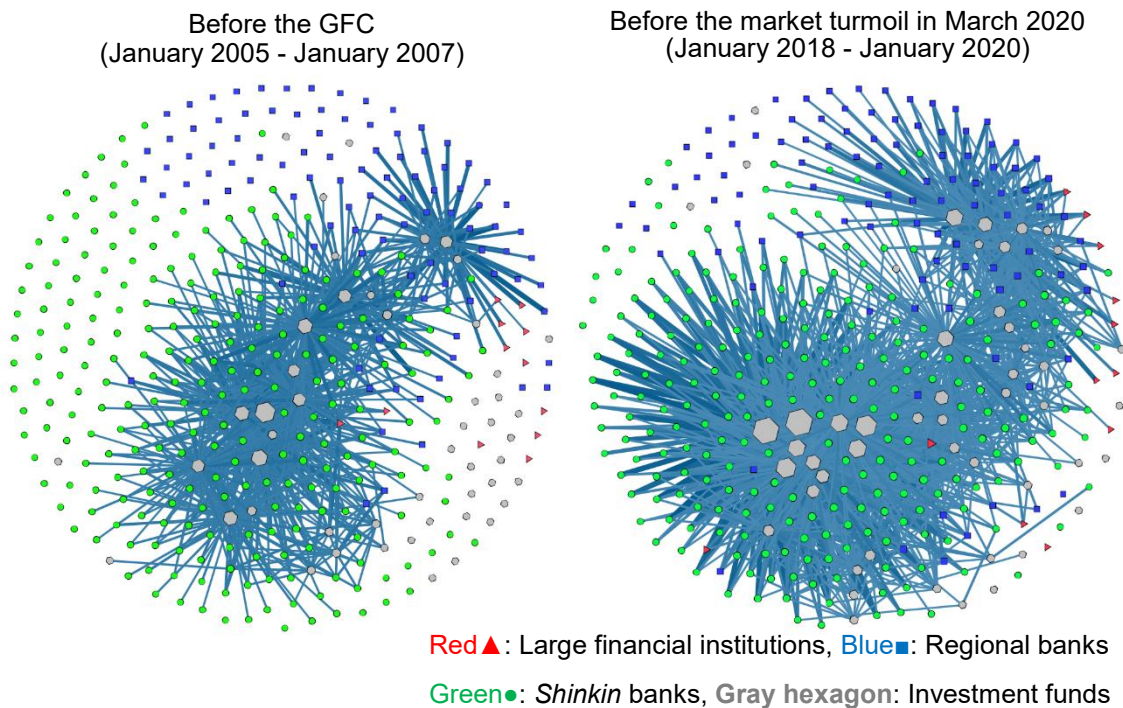 Before the GFC
(January 2005 - January 2007)
Before the market turmoil in March 2020
(January 2018 - January 2020)
Red▲: Large financial institutions, Blue■: Regional banks
Green●: Shinkin banks, Gray hexagon: Investment funds